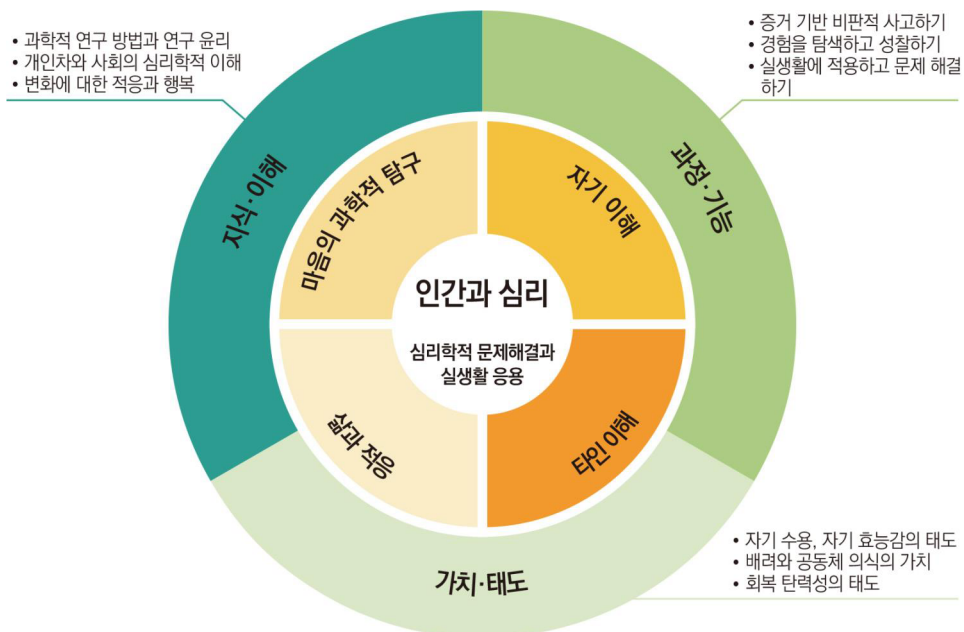 • 과학적 연구 방법과 연구 윤리
• 개인차와 사회의 심리학적 이해
• 변화에 대한 적응과 행복
• 증거 기반 비판적 사고하기
• 경험을 탐색하고 성찰하기
• 실생활에 적용하고 문제 해결
하기
지식·이해
과정·기능
마음의 과학적 탐구
자기 이해
인간과 심리
심리학적 문제해결과
실생활 응용
삶과 적응
타인 이해
가치·태도
• 자기 수용, 자기 효능감의 태도
• 배려와 공동체 의식의 가치
• 회복 탄력성의 태도